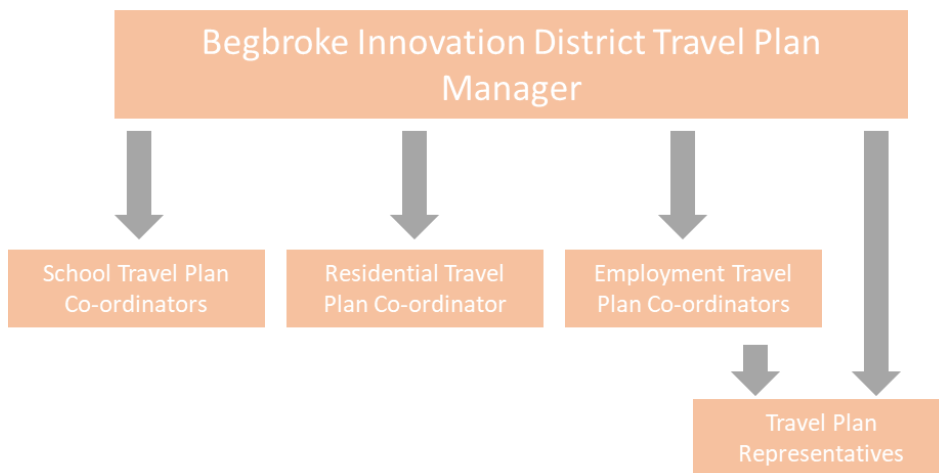 Begbroke Innovation District Travel Plan
Manager
School Travel Plan
Co-ordinators
Residential Travel
Plan Co-ordinator
Employment Travel
Plan Co-ordinators
Travel Plan
Representatives